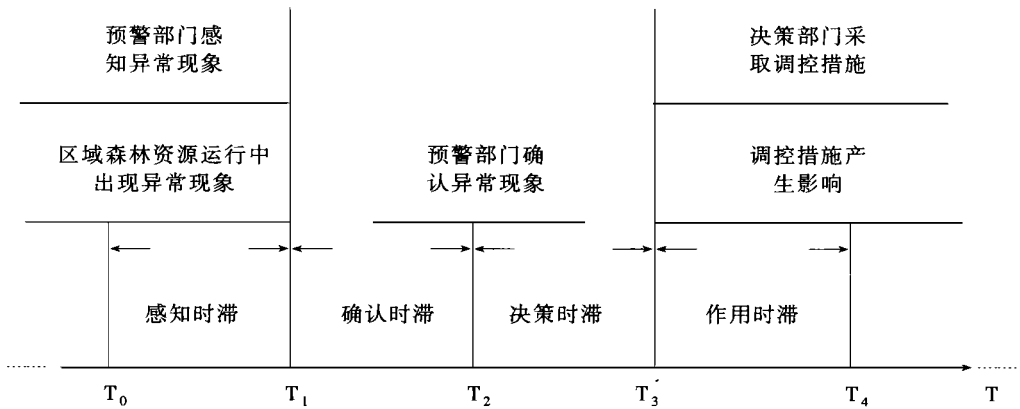 预警部门感
知异常现象
决策部门采
取调控措施
区域森林资源运行中
出现异常现象
预警部门确
认异常现象
调控措施产
生影响
感知时滞
确认时滞
决策时滞
作用时滞
T0
T1
T2
T3
T4
T